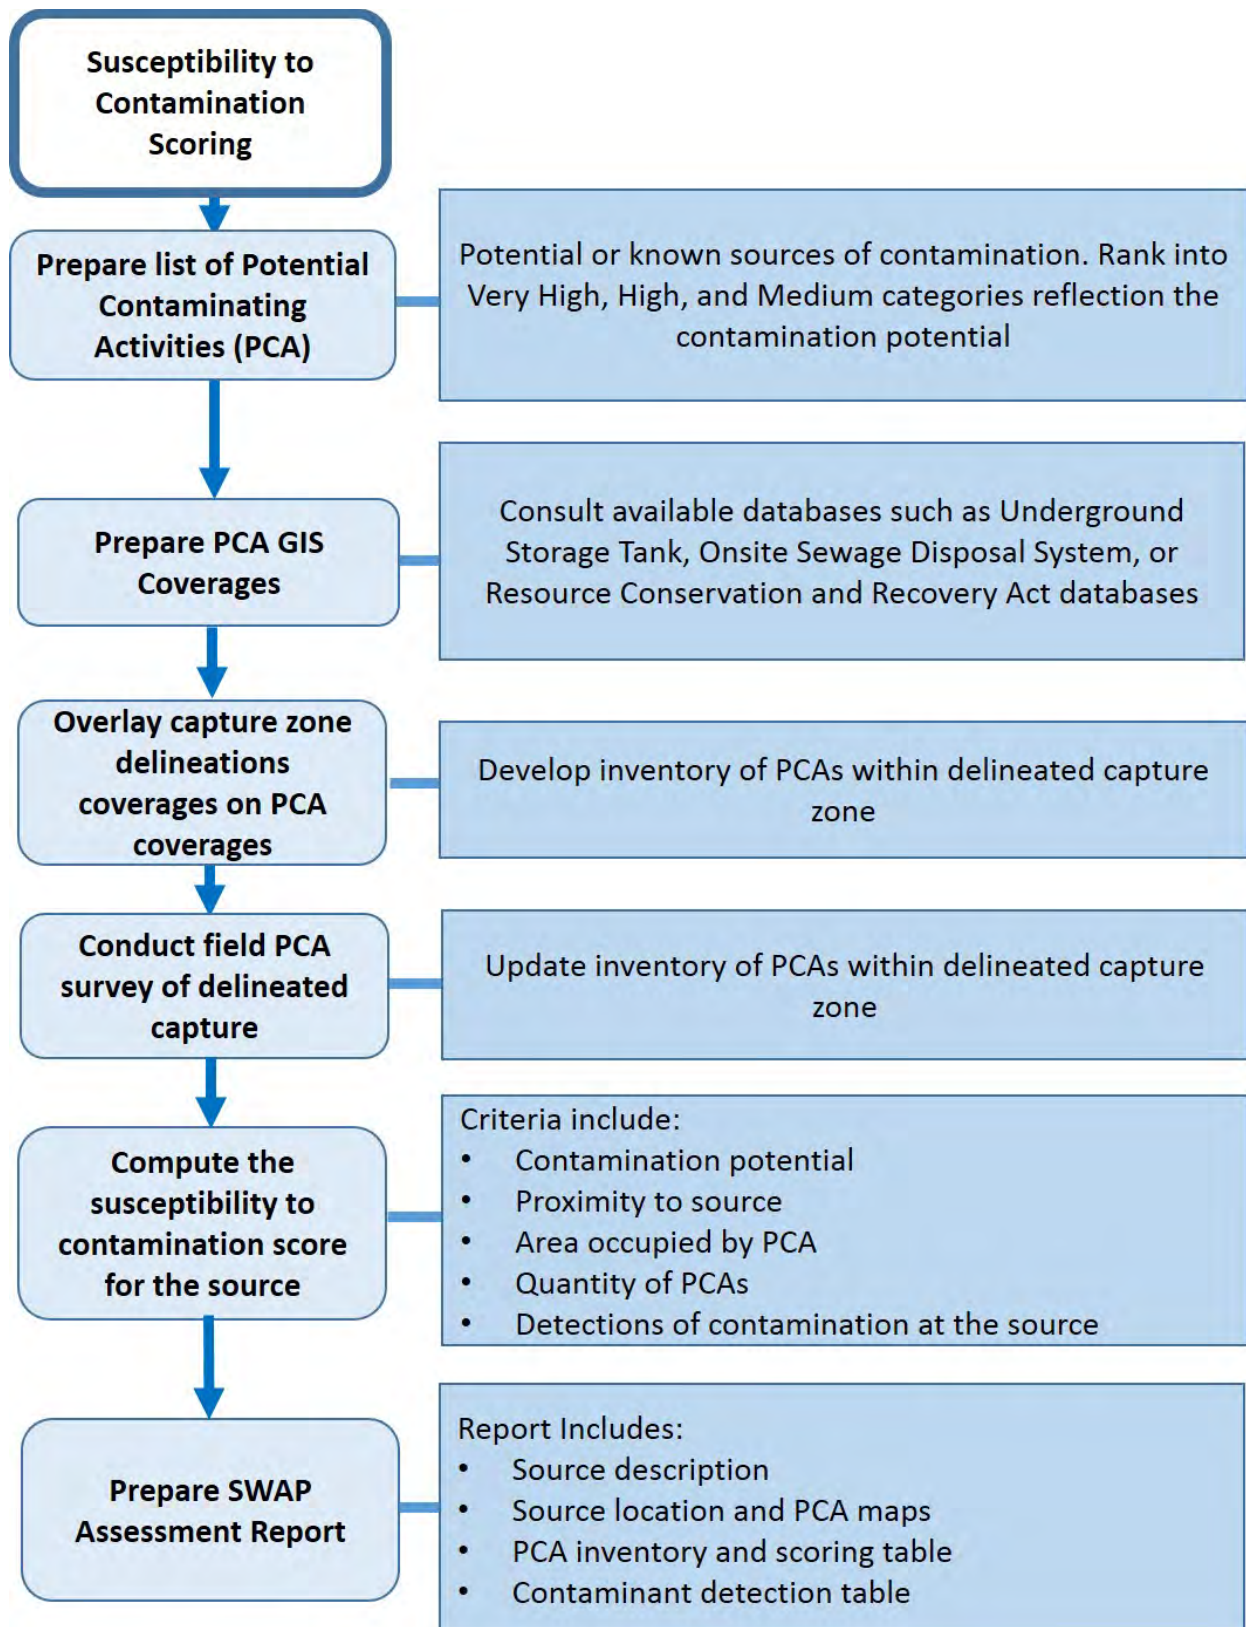 Susceptibility to
Contamination
Scoring
Prepare list of Potential
Contaminating
Activities (PCA)
Potential or known sources of contamination. Rank into
Very High, High, and Medium categories reflection the
contamination potential
Prepare PCA GIS
Coverages
Consult available databases such as Underground
Storage Tank, Onsite Sewage Disposal System, or
Resource Conservation and Recovery Act databases
Overlay capture zone
delineations
coverages on PCA
coverages
Develop inventory of PCAs within delineated capture
zone
Conduct field PCA
survey of delineated
capture
Update inventory of PCAs within delineated capture
zone
Compute the
susceptibility to
contamination score
for the source
Criteria include:
• Contamination potential
• Proximity to source
• Area occupied by PCA
• Quantity of PCAs
• Detections of contamination at the source
Prepare SWAP
Assessment Report
Report Includes:
• Source description
• Source location and PCA maps
• PCA inventory and scoring table
• Contaminant detection table